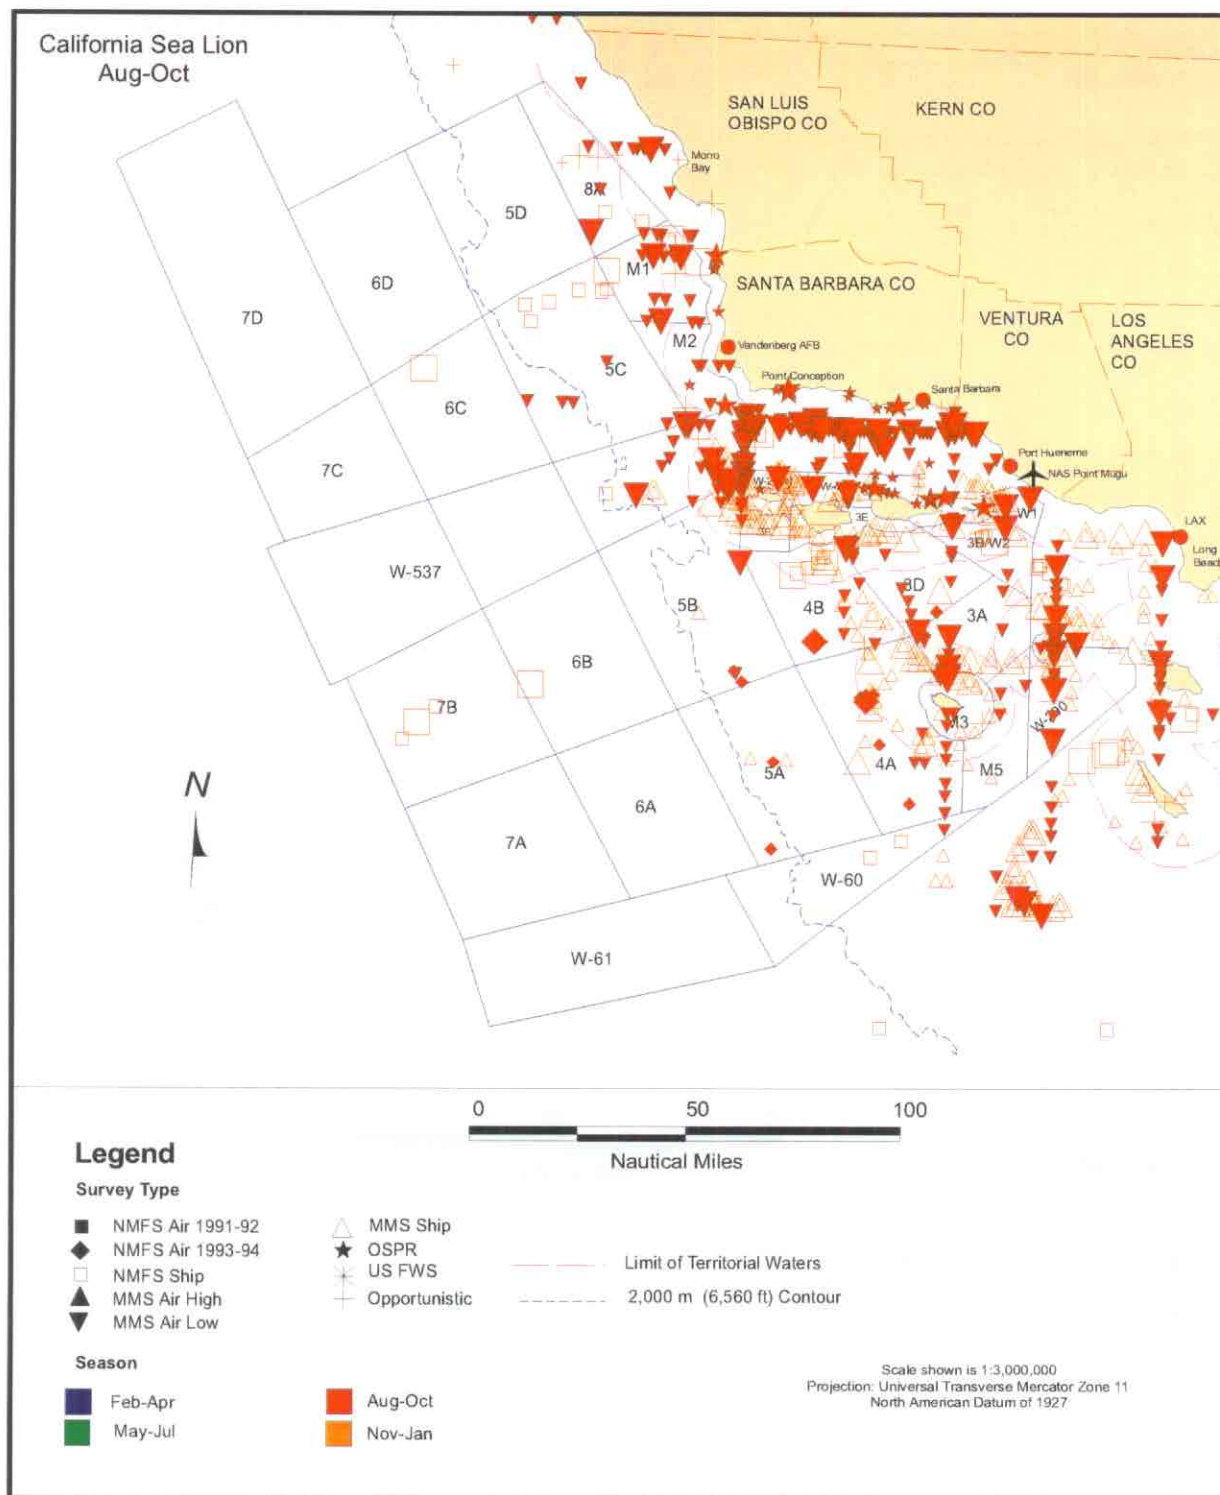 California Sea Lion
Aug-Oct
SAN LUIS
OBISPO CO
KERN CO
Morro
Bay
8A
5D
6D
7D
M1
SANTA BARBARA CO
VENTURA
CO
LOS
ANGELES
CO
M2
Vandenberg AFB
5C
Point Conception
Santa Barbara
6C
7C
Port Hueneme
NAS Point Mugu
W1
3E
LAX
Long
Beach
3B/W2
W-537
3D
5B
4B
3A
6B
7B
M3
W-290
N
5A
4A
M5
6A
7A
W-60
W-61
0 50 100
Nautical Miles
Legend
Survey Type
NMFS Air 1991-92
NMFS Air 1993-94
NMFS Ship
MMS Air High
MMS Air Low
MMS Ship
OSPR
US FWS
Opportunistic
Limit of Territorial Waters
2,000 m (6,560 ft) Contour
Season
Feb-Apr
May-Jul
Aug-Oct
Nov-Jan
Scale shown is 1:3,000,000
Projection: Universal Transverse Mercator Zone 11
North American Datum of 1927